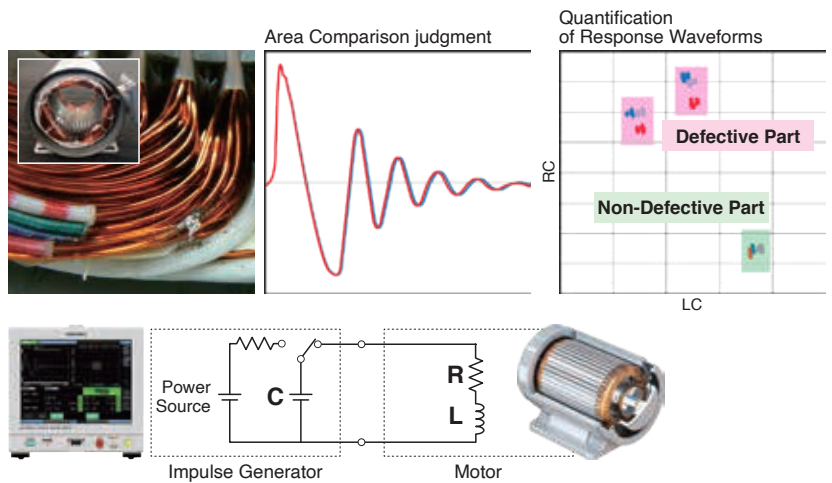 Area Comparison judgment
Quantification
of Response Waveforms
Defective Part
Non-Defective Part
RC
LC
Power
Source
C
R
L
Impulse Generator
Motor